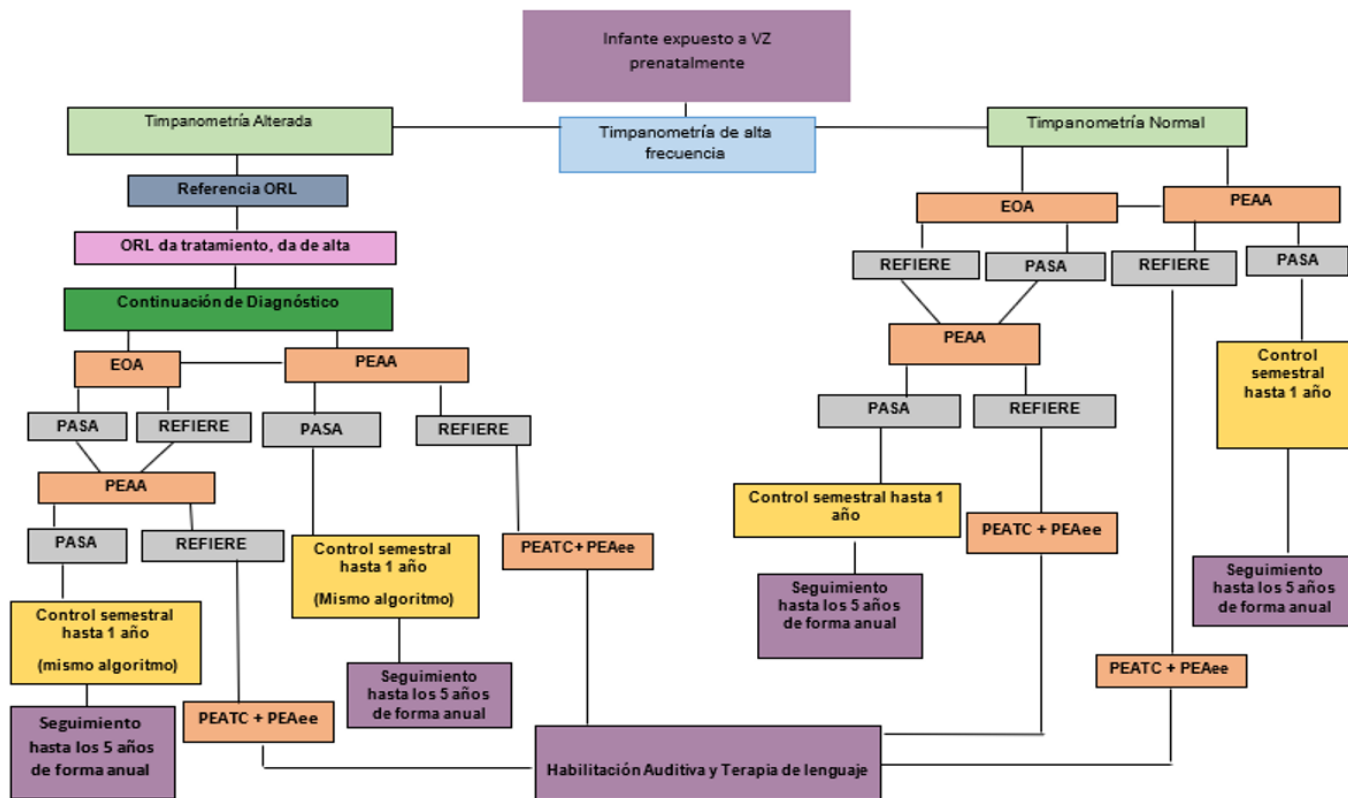 Infante expuesto a VZ
prenatalmente
Timpanometría Alterada
Timpanometría de alta
frecuencia
Timpanometría Normal
Referencia ORL
ORL da tratamiento, da de alta
Continuación de Diagnóstico
EOA
PEAA
PASA
REFIERE
PASA
REFIERE
PEAA
PASA
REFIERE
Control semestral
hasta 1 año
(mismo algoritmo)
Seguimiento
hasta los 5 años
de forma anual
PEATC + PEAee
Control semestral
hasta 1 año
(Mismo algoritmo)
Seguimiento
hasta los 5 años
de forma anual
PEATC+ PEAee
EOA
PEAA
REFIERE
PASA
REFIERE
PASA
PEAA
PASA
REFIERE
Control semestral hasta 1
año
Seguimiento
hasta los 5 años
de forma anual
PEATC + PEAee
PEATC + PEAee
Control
semestral
hasta 1 año
Seguimiento
hasta los 5 años
de forma anual
Habilitación Auditiva y Terapia de lenguaje